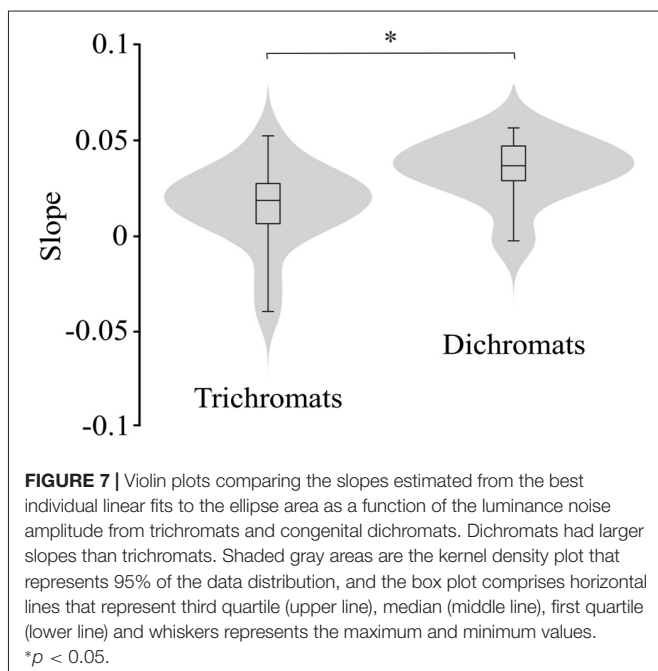 0.1
*
0.05
Slope
0
-0.05
Dichromats
Trichromats
-0.1
FIGURE 7 | Violin plots comparing the slopes estimated from the best
individual linear fits to the ellipse area as a function of the luminance noise
amplitude from trichromats and congenital dichromats. Dichromats had larger
slopes than trichromats. Shaded gray areas are the kernel density plot that
represents 95% of the data distribution, and the box plot comprises horizontal
lines that represent third quartile (upper line), median (middle line), first quartile
(lower line) and whiskers represents the maximum and minimum values.
*p < 0.05.